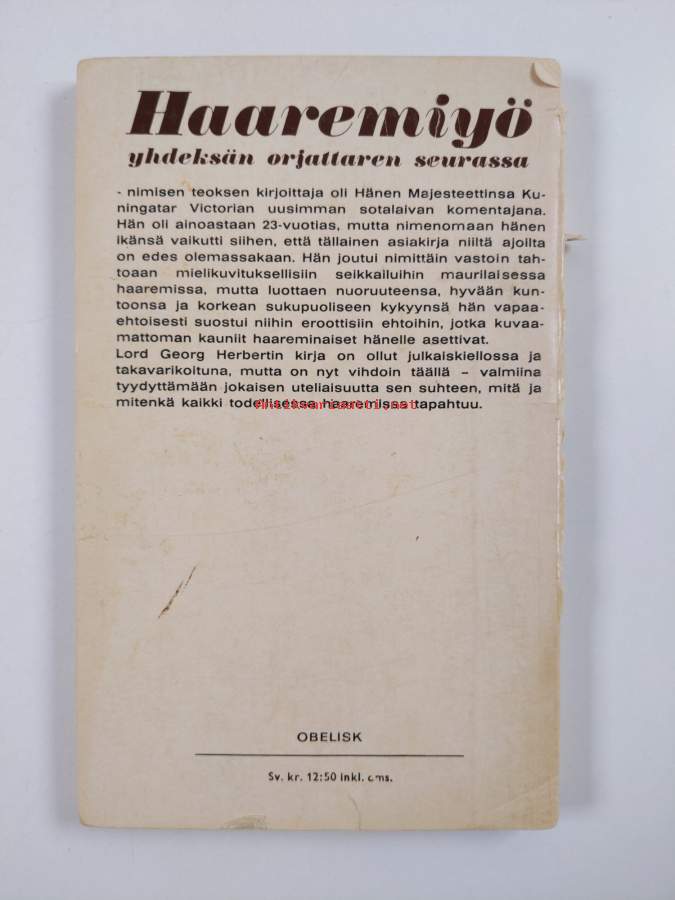 Haaremiyö
yhdeksän orjattaren seurassa
- nimisen teoksen kirjoittaja oli Hänen Majesteettinsa Ku-
ningatar Victorian uusimman sotalaivan komentajana.
Hän oli ainoastaan 23-vuotias, mutta nimenomaan hänen
ikänsä vaikutti siihen, että tällainen asiakirja niiltä ajoilta
on edes olemassakaan. Hän joutui nimittäin vastoin tah-
toaan mielikuvituksellisiin seikkailuihin maurilaisessa
haaremissa, mutta luottaen nuoruuteensa, hyvään kun-
toonsa ja korkean sukupuoliseen kykyynsä hän vapaa-
ehtoisesti suostui niihin eroottisiin ehtoihin, jotka kuvaa-
mattoman kauniit haareminaiset hänelle asettivat.
Lord Georg Herbertin kirja on ollut julkaiskiellossa ja
takavarikoituna, mutta on nyt vihdoin täällä – valmiina
tyydyttämään jokaisen uteliaisuutta sen suhteen, mitä ja
mitenkä kaikki todellisessa haaremissa tapahtuu.
Antikvariaatti.net
OBELISK
Sv. kr. 12:50 inkl. oms.